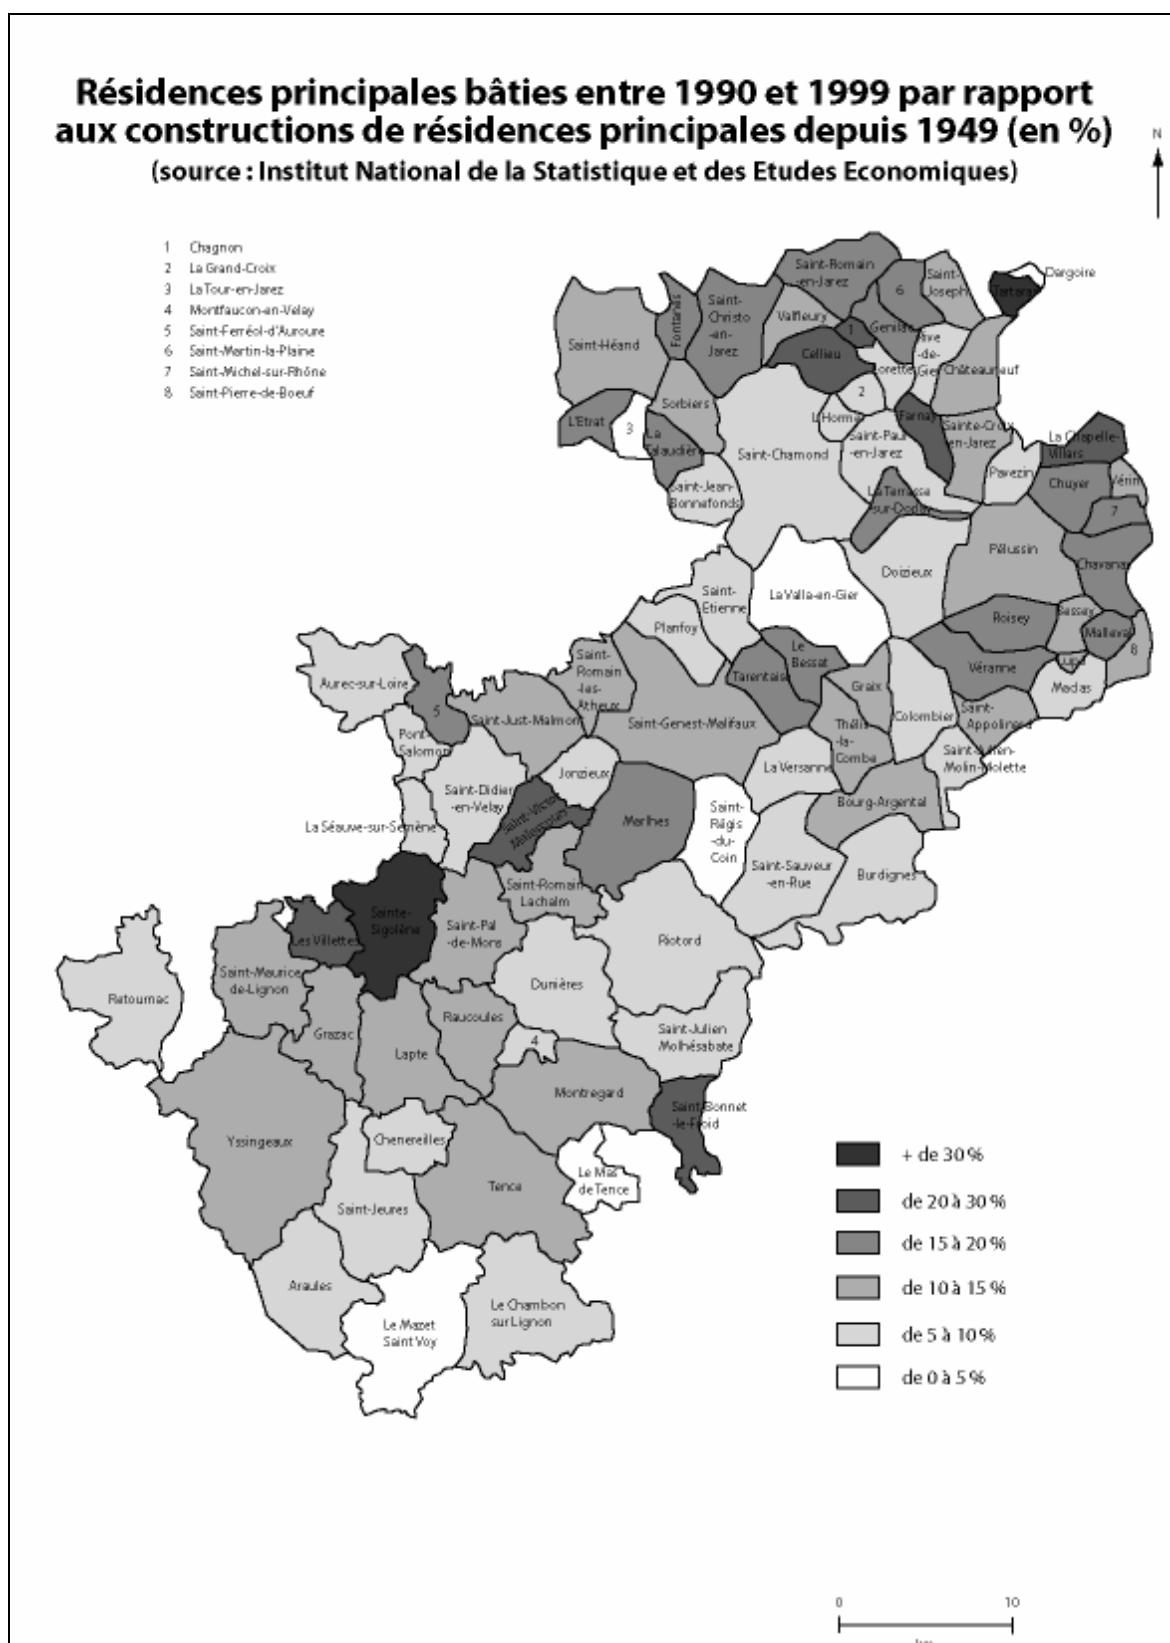 Résidences principales bâties entre 1990 et 1999 par rapport
aux constructions de résidences principales depuis 1949 (en %)
(source : Institut National de la Statistique et des Etudes Economiques)
N
1 Chagnon
2 La Grand-Croix
3 La Tour-en-Jarez
4 Montfaucon-en-Velay
5 Saint-Ferréol-d'Auroure
6 Saint-Martin-la-Plaine
7 Saint-Michel-sur-Rhône
8 Saint-Pierre-de-Boeuf
Saint-Romain
-en-Jarez
Saint-
Joseph
Dargoire
Tartaras
6
Fontanès
Saint-
Christo
-en-
Jarez
Valfleury
1
Genilac
Saint-Héand
Cellieu
Lorette
Rive
-de-
Gier
Châteauneuf
2
Sorbiers
L'Horme
Farnay
L'Etrat
3
La
Talaudière
Saint-Chamond
Saint-Paul
-en-Jarez
Sainte-Croix
-en-Jarez
La Chapelle-
Villars
Pavezin
Chuyer
Vérin
Saint-Jean-
Bonnefonds
La Terrasse
-sur-Dorlay
7
Pélussin
Chavanay
Doizieux
Saint-
Etienne
La Valla-en-Gier
Planfoy
Roisey
Bessey
Malleval
8
Le
Bessat
Tarentaise
Véranne
Lupé
Maclas
Aurec-sur-Loire
Saint-
Romain
-les-
Atheux
Graix
5
Saint-Just-Malmont
Saint-Genest-Malifaux
Colombier
Saint-
Appolinard
Pont-
Salomon
Thélis
-la-
Combe
Saint-Julien-
Molin-Molette
Jonzieux
La Versanne
Saint-Didier
-en-Velay
Bourg-Argental
La Séauve-sur-Semène
Saint-Victor
Malescours
Marlhes
Saint-
Régis
-du-
Coin
Saint-Sauveur
-en-Rue
Burdignes
Saint-Romain
Lachalm
Sainte-
Sigolène
Saint-Pal
-de-Mons
Les Villettes
Riotord
Saint-Maurice
de-Lignon
Dunières
Retournac
Raucoules
Grazac
Saint-Julien
Molhésabate
4
Lapte
Montregard
Saint-Bonnet
-le-Froid
Yssingeaux
Chenereilles
+ de 30 %
Le Mas
de Tence
Tence
de 20 à 30 %
Saint-Jeures
de 15 à 20 %
Araules
de 10 à 15 %
Le Chambon
sur Lignon
Le Mazet
Saint Voy
de 5 à 10 %
de 0 à 5 %
0 10
km